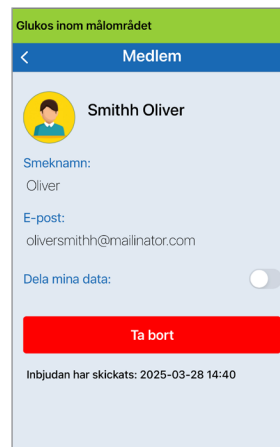 Glukos inom målområdet
Medlem
Smithh Oliver
Smeknamn:
Oliver
E-post:
oliversmithh@mailinator.com
Dela mina data:
Ta bort
Inbjudan har skickats: 2025-03-28 14:40